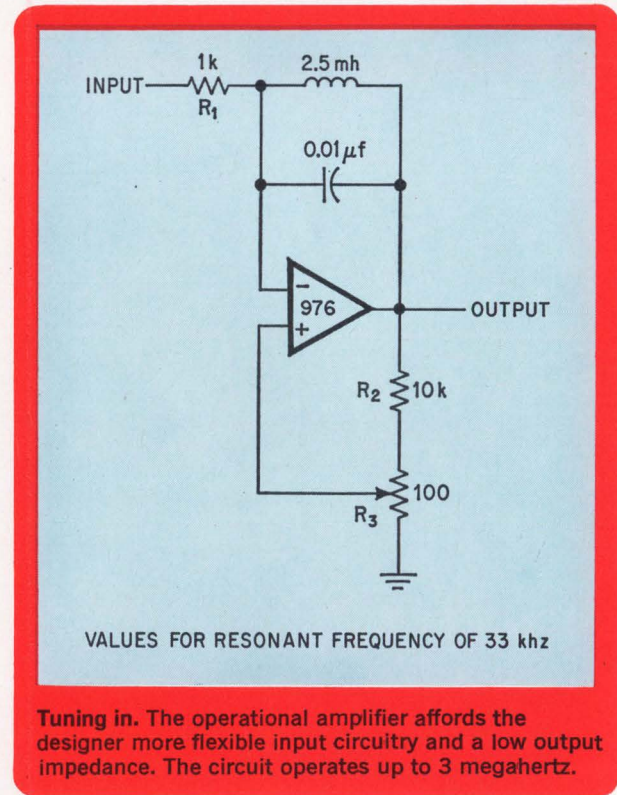 1k
2.5 mh
INPUT
R1
0.01 μf
−
976
+
OUTPUT
R2 10k
100
R3
VALUES FOR RESONANT FREQUENCY OF 33 khz
Tuning in. The operational amplifier affords the
designer more flexible input circuitry and a low output
impedance. The circuit operates up to 3 megahertz.